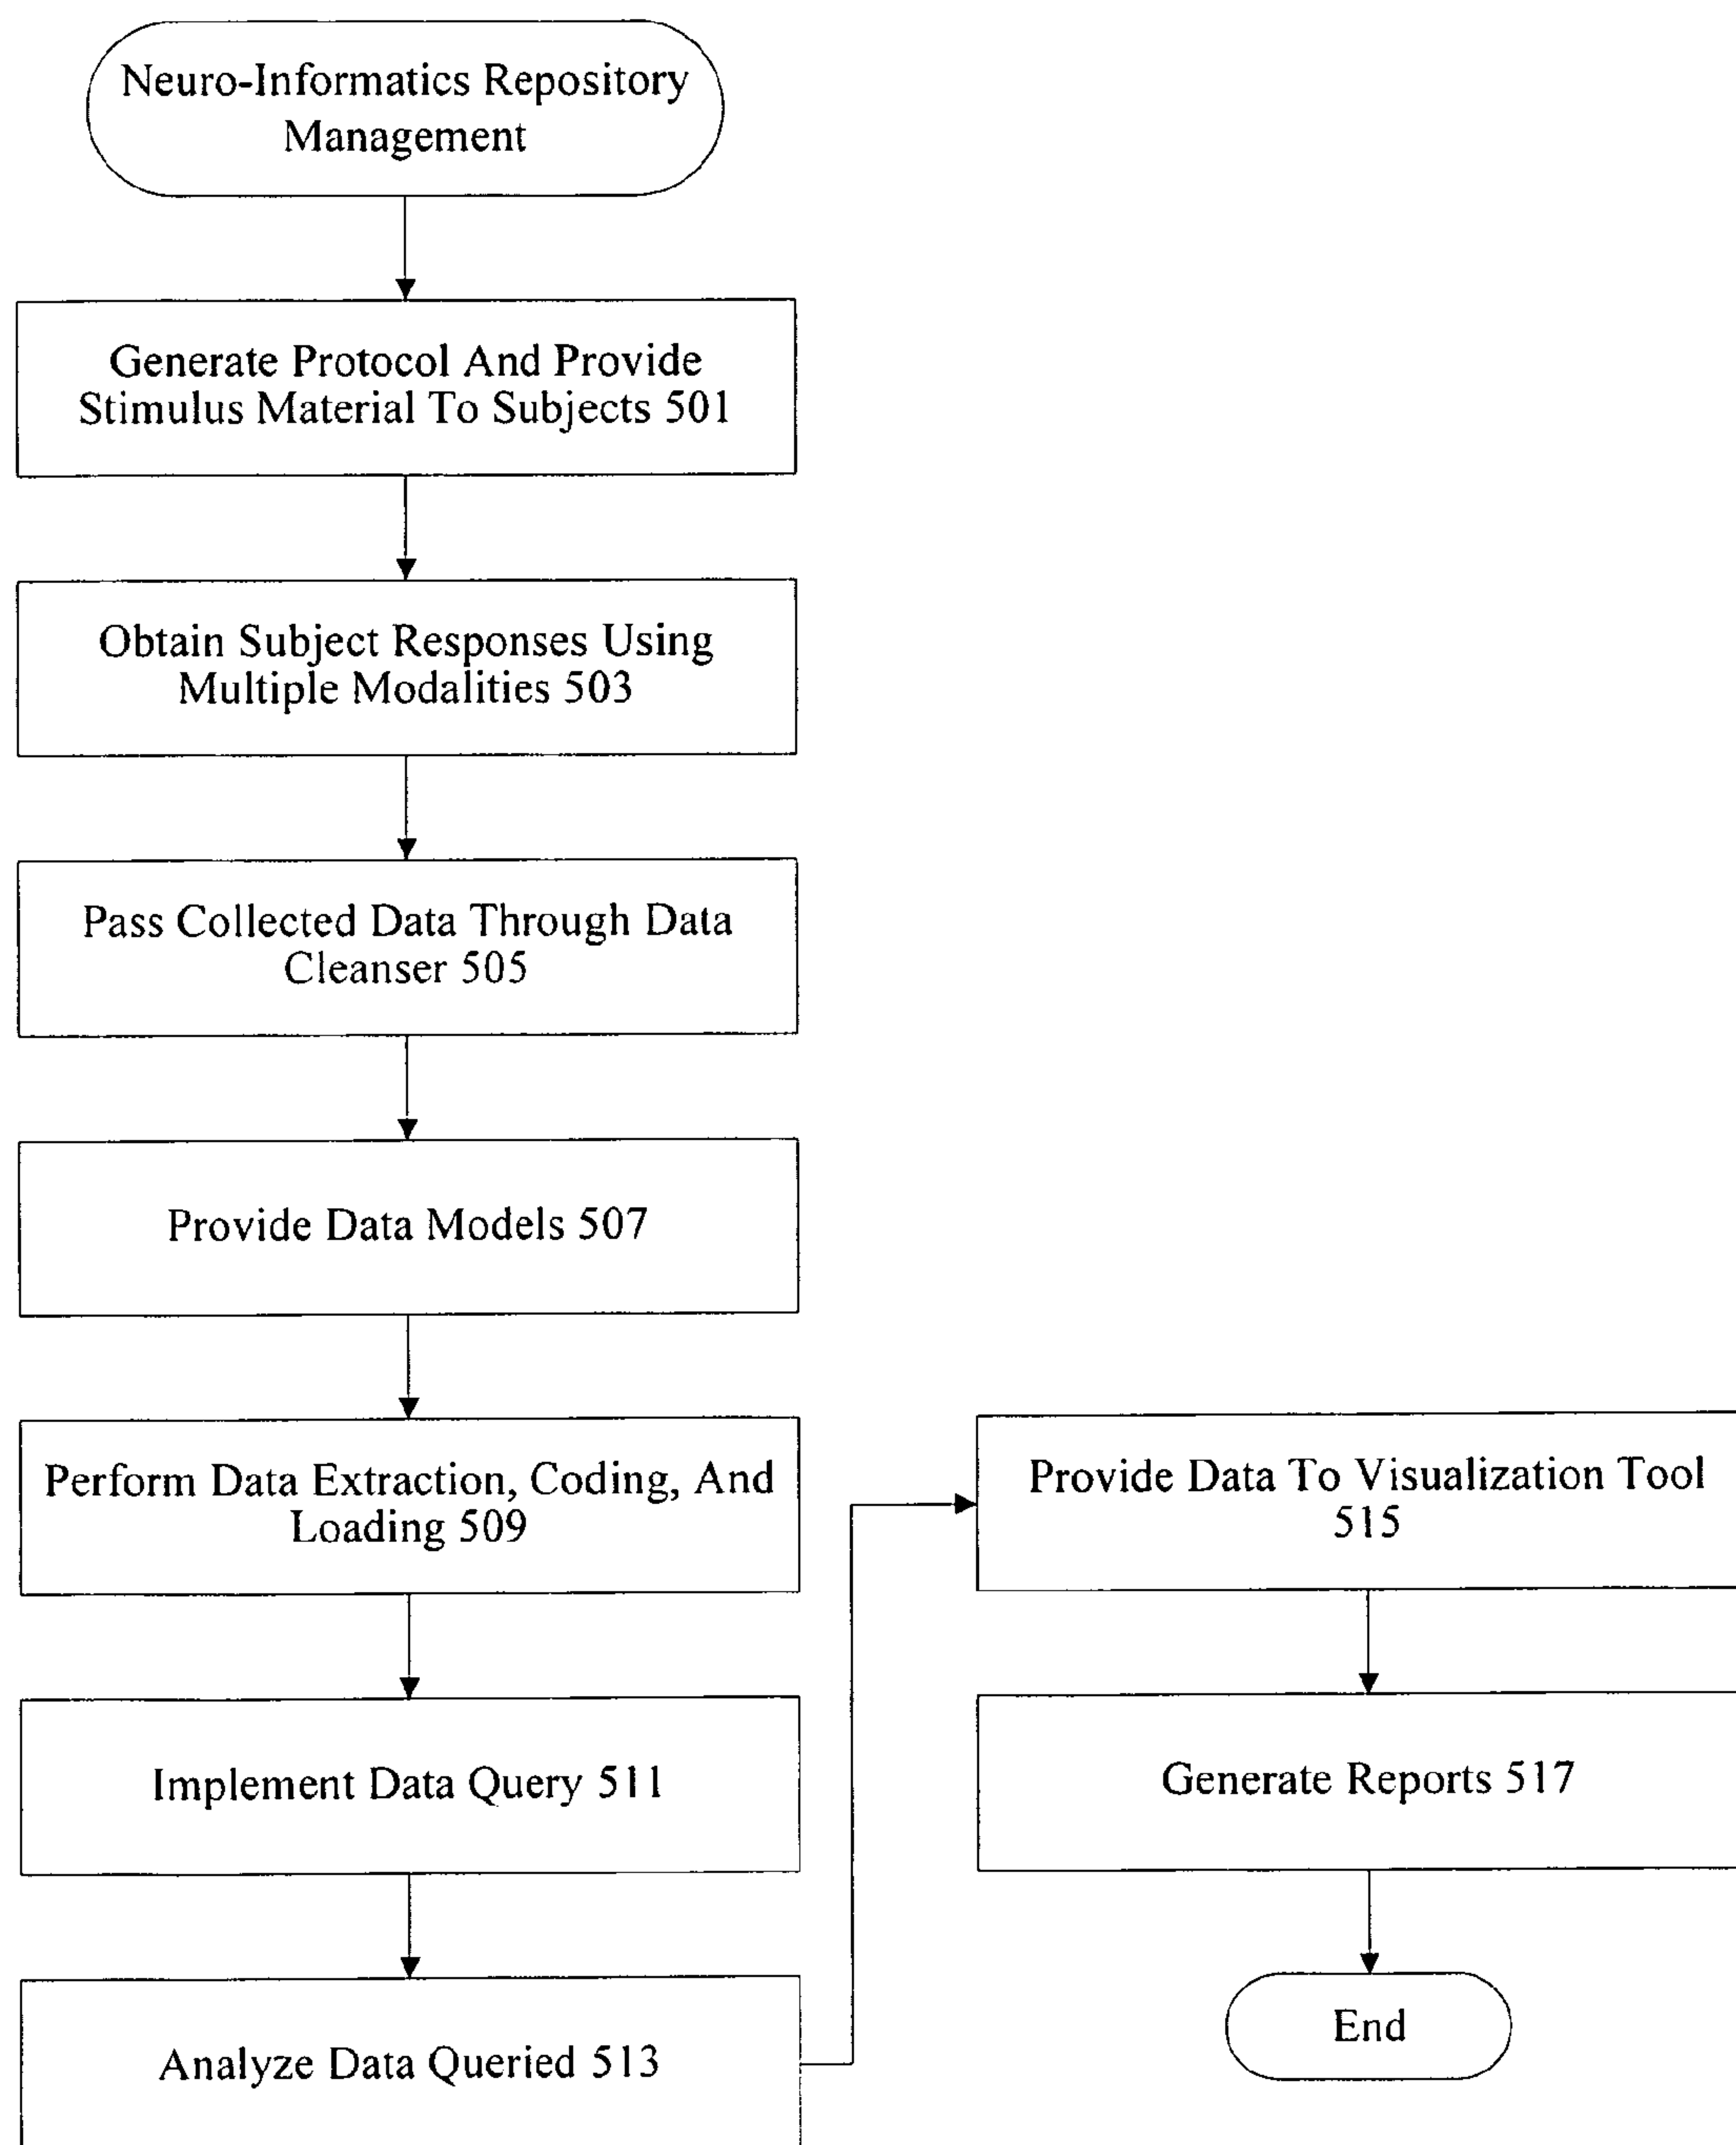 Neuro-Informatics Repository
Management
Generate Protocol And Provide
Stimulus Material To Subjects 501
Obtain Subject Responses Using
Multiple Modalities 503
Pass Collected Data Through Data
Cleanser 505
Provide Data Models 507
Perform Data Extraction, Coding, And
Loading 509
Implement Data Query 511
Analyze Data Queried 513
Provide Data To Visualization Tool
515
Generate Reports 517
End